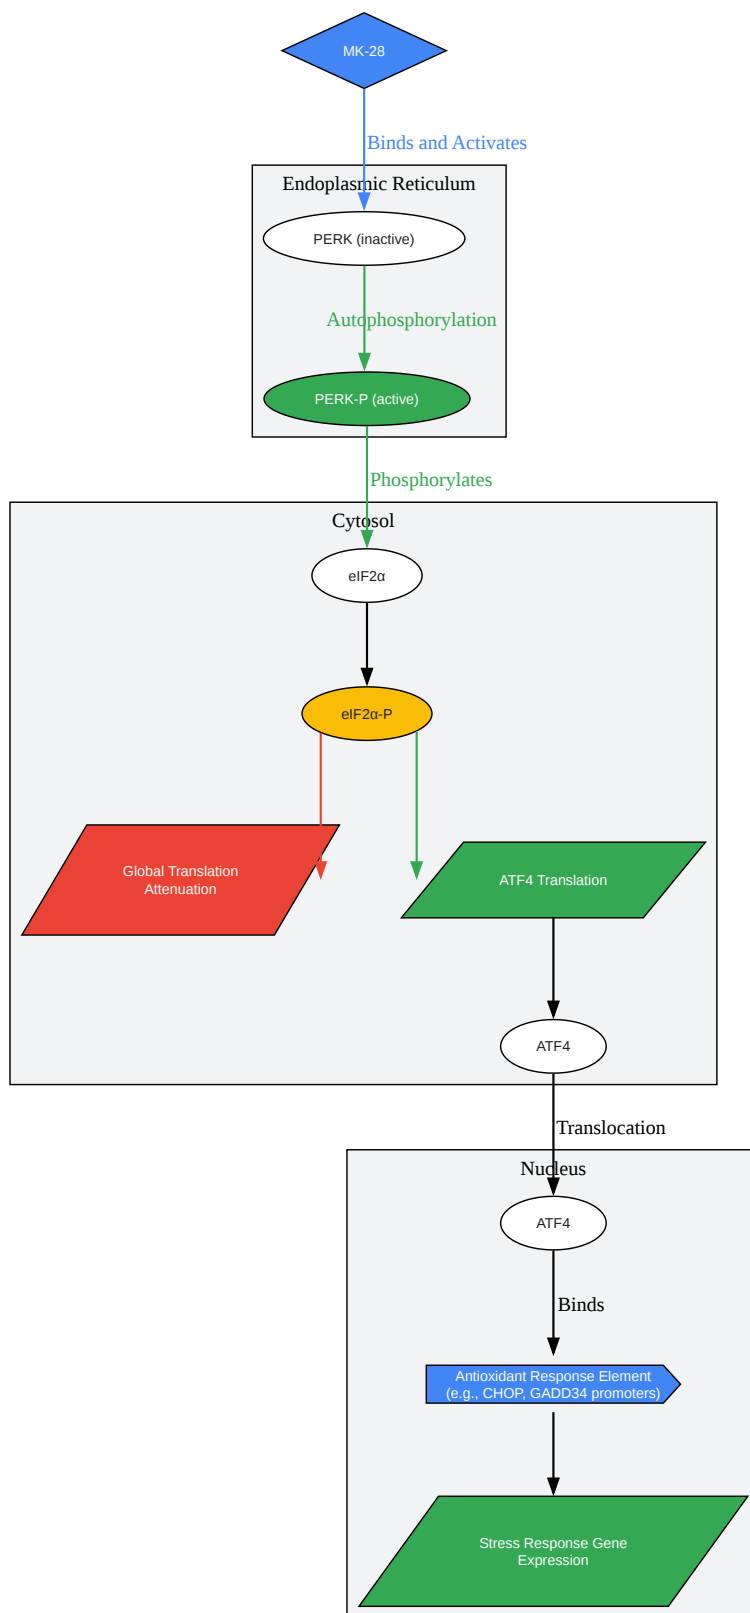 MK-28
Binds and Activates
Endoplasmic Reticulum
PERK (inactive)
Autophosphorylation
PERK-P (active)
Phosphorylates
Cytosol
eIF2α
eIF2α-P
Global Translation
Attenuation
ATF4 Translation
ATF4
Translocation
Nucleus
ATF4
Binds
Antioxidant Response Element
(e.g., CHOP, GADD34 promoters)
Stress Response Gene
Expression